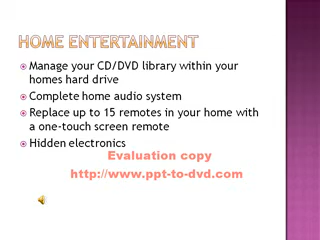 HOME ENTERTAINMENT
Manage your CD/DVD library within your
homes hard drive
Complete home audio system
Replace up to 15 remotes in your home with
a one-touch screen remote
Hidden electronics
Evaluation copy
http://www.ppt-to-dvd.com